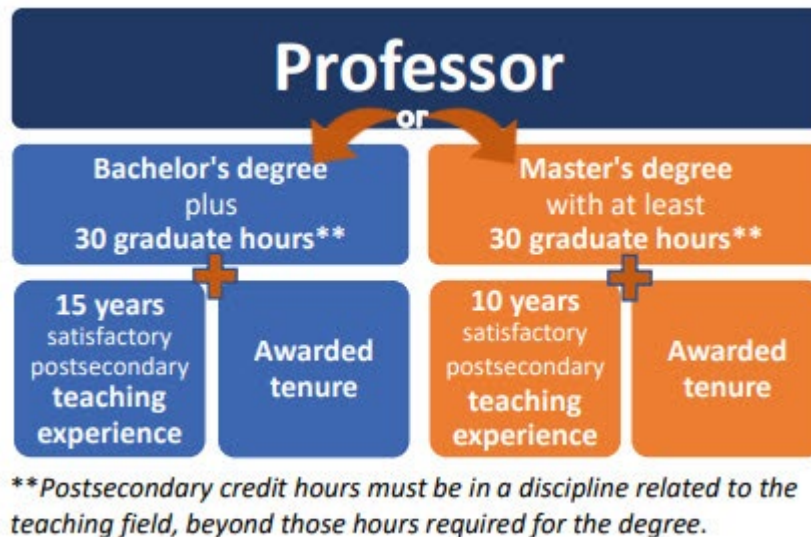 Professor
or
Bachelor's degree
plus
30 graduate hours**
Master's degree
with at least
30 graduate hours**
15 years
satisfactory
postsecondary
teaching
experience
Awarded
tenure
10 years
satisfactory
postsecondary
teaching
experience
Awarded
tenure
**Postsecondary credit hours must be in a discipline related to the
teaching field, beyond those hours required for the degree.